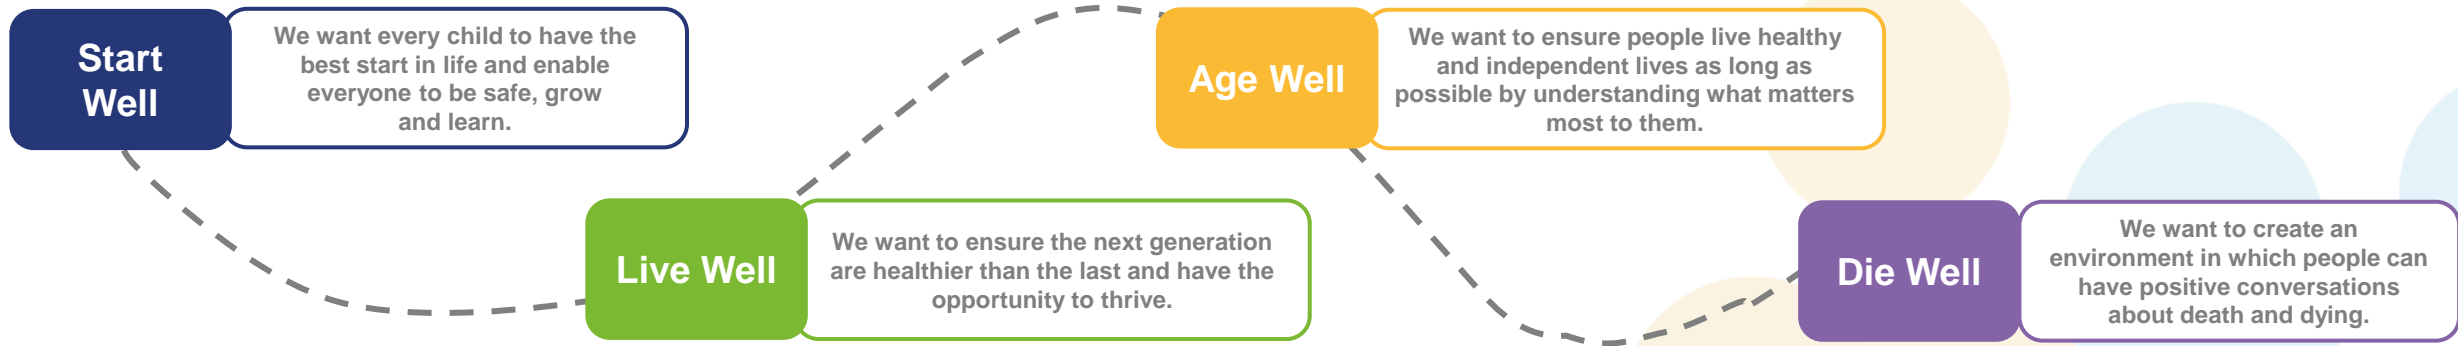 Start
Well
We want every child to have the
best start in life and enable
everyone to be safe, grow
and learn.
Live Well
We want to ensure the next generation
are healthier than the last and have the
opportunity to thrive.
Age Well
We want to ensure people live healthy
and independent lives as long as
possible by understanding what matters
most to them.
Die Well
We want to create an
environment in which people can
have positive conversations
about death and dying.